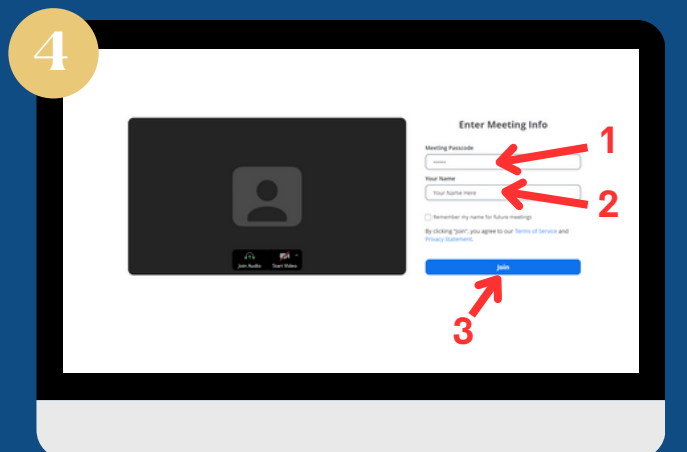 4
Enter Meeting Info
Meeting Passcode
1
Your Name
Your Name Here
2
Remember my name for future meetings
By clicking "Join", you agree to our Terms of Service and
Privacy Statement.
Join Audio
Start Video
Join
3